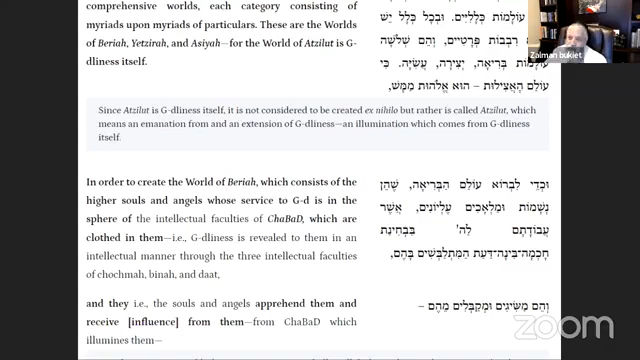 comprehensive worlds, each category consisting of
myriads upon myriads of particulars. These are the Worlds
of Beriah, Yetzirah, and Asiyah—for the World of Atzilut is G-
dliness itself.
עוֹלָמוֹת כְּלָלִיִּים. וּבְכָל כְּלָל יֵשׁ
רִבְבוֹת פְּרָטִיִּים, וְהֵם שְׁלֹשָׁה
עוֹלָמוֹת בְּרִיאָה, יְצִירָה, עֲשִׂיָּה. כִּי
עוֹלַם הָאֲצִילוּת – הוּא אֱלֹהוּת מַמָּשׁ,
Zalman bukiet
Since Atzilut is G-dliness itself, it is not considered to be created ex nihilo but rather is called Atzilut, which
means an emanation from and an extension of G-dliness—an illumination which comes from G-dliness
itself.
In order to create the World of Beriah, which consists of the
higher souls and angels whose service to G-d is in the
sphere of the intellectual faculties of ChaBaD, which are
clothed in them—i.e., G-dliness is revealed to them in an
intellectual manner through the three intellectual faculties
of chochmah, binah, and daat,
וּכְדֵי לִבְרוֹא עוֹלַם הַבְּרִיאָה, שֶׁהֵן
נְשָׁמוֹת וּמַלְאָכִים עֶלְיוֹנִים, אֲשֶׁר
עֲבוֹדָתָם לַה' בִּבְחִינַת
חָכְמָה־בִּינָה־דַּעַת הַמִּתְלַבְּשִׁים בָּהֶם,
and they i.e., the souls and angels apprehend them and
receive [influence] from them—from ChaBaD which
illumines them—
וְהֵם מַשִּׂיגִים וּמְקַבְּלִים מֵהֶם –
zoom